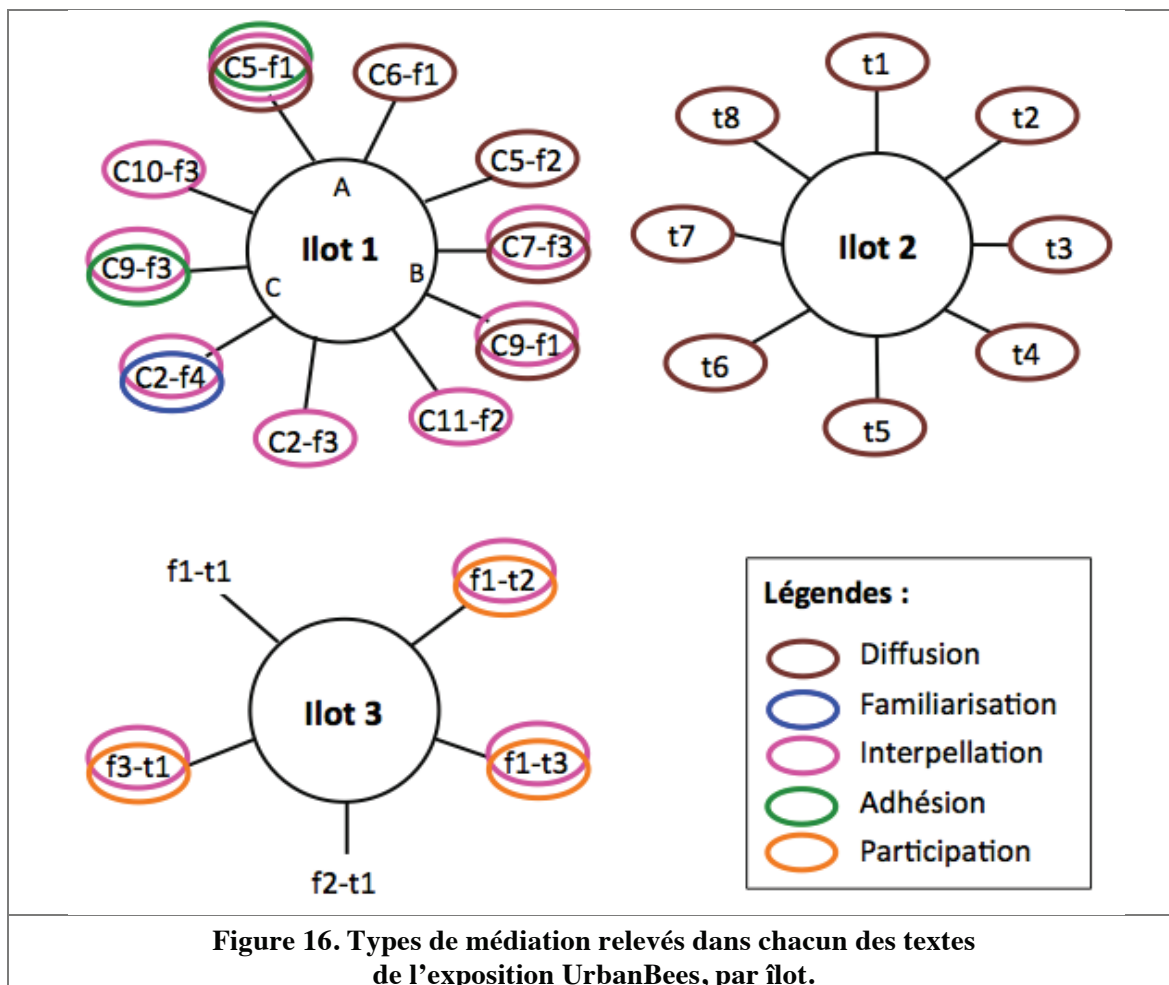 C5-f1
C6-f1
C10-f3
C5-f2
A
Ilot 1
C7-f3
C9-f3
B
C
C9-f1
C2-f4
C11-f2
C2-f3
t1
t8
t2
t7
Ilot 2
t3
t6
t4
t5
f1-t1
f1-t2
Ilot 3
f3-t1
f1-t3
f2-t1
Légendes :
Diffusion
Familiarisation
Interpellation
Adhésion
Participation
Figure 16. Types de médiation relevés dans chacun des textes
de l'exposition UrbanBees, par îlot.